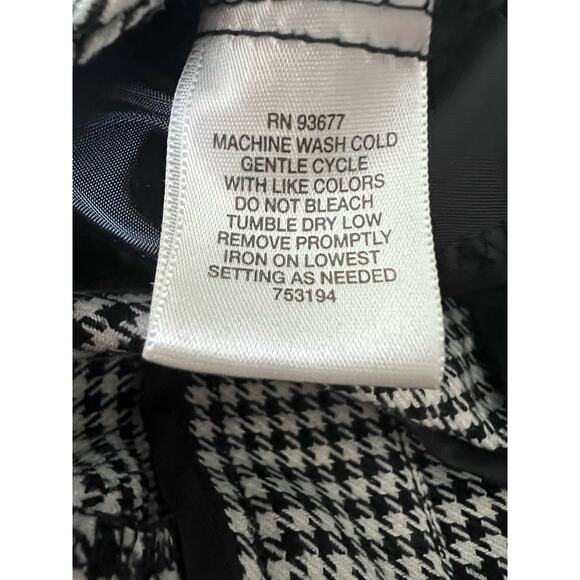 RN 93677
MACHINE WASH COLD
GENTLE CYCLE
WITH LIKE COLORS
DO NOT BLEACH
TUMBLE DRY LOW
REMOVE PROMPTLY
IRON ON LOWEST
SETTING AS NEEDED
753194